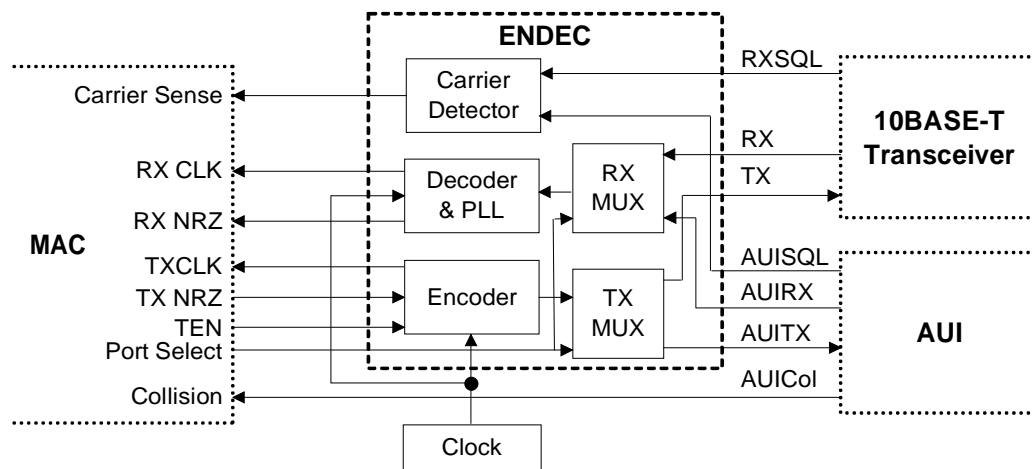 ENDEC
RXSQL
Carrier Sense
Carrier
Detector
10BASE-T
Transceiver
RX
TX
RX CLK
Decoder
& PLL
RX
MUX
RX NRZ
MAC
AUISQL
TXCLK
AUIRX
TX NRZ
Encoder
TX
MUX
TEN
AUITX
AUI
Port Select
AUICol
Collision
Clock